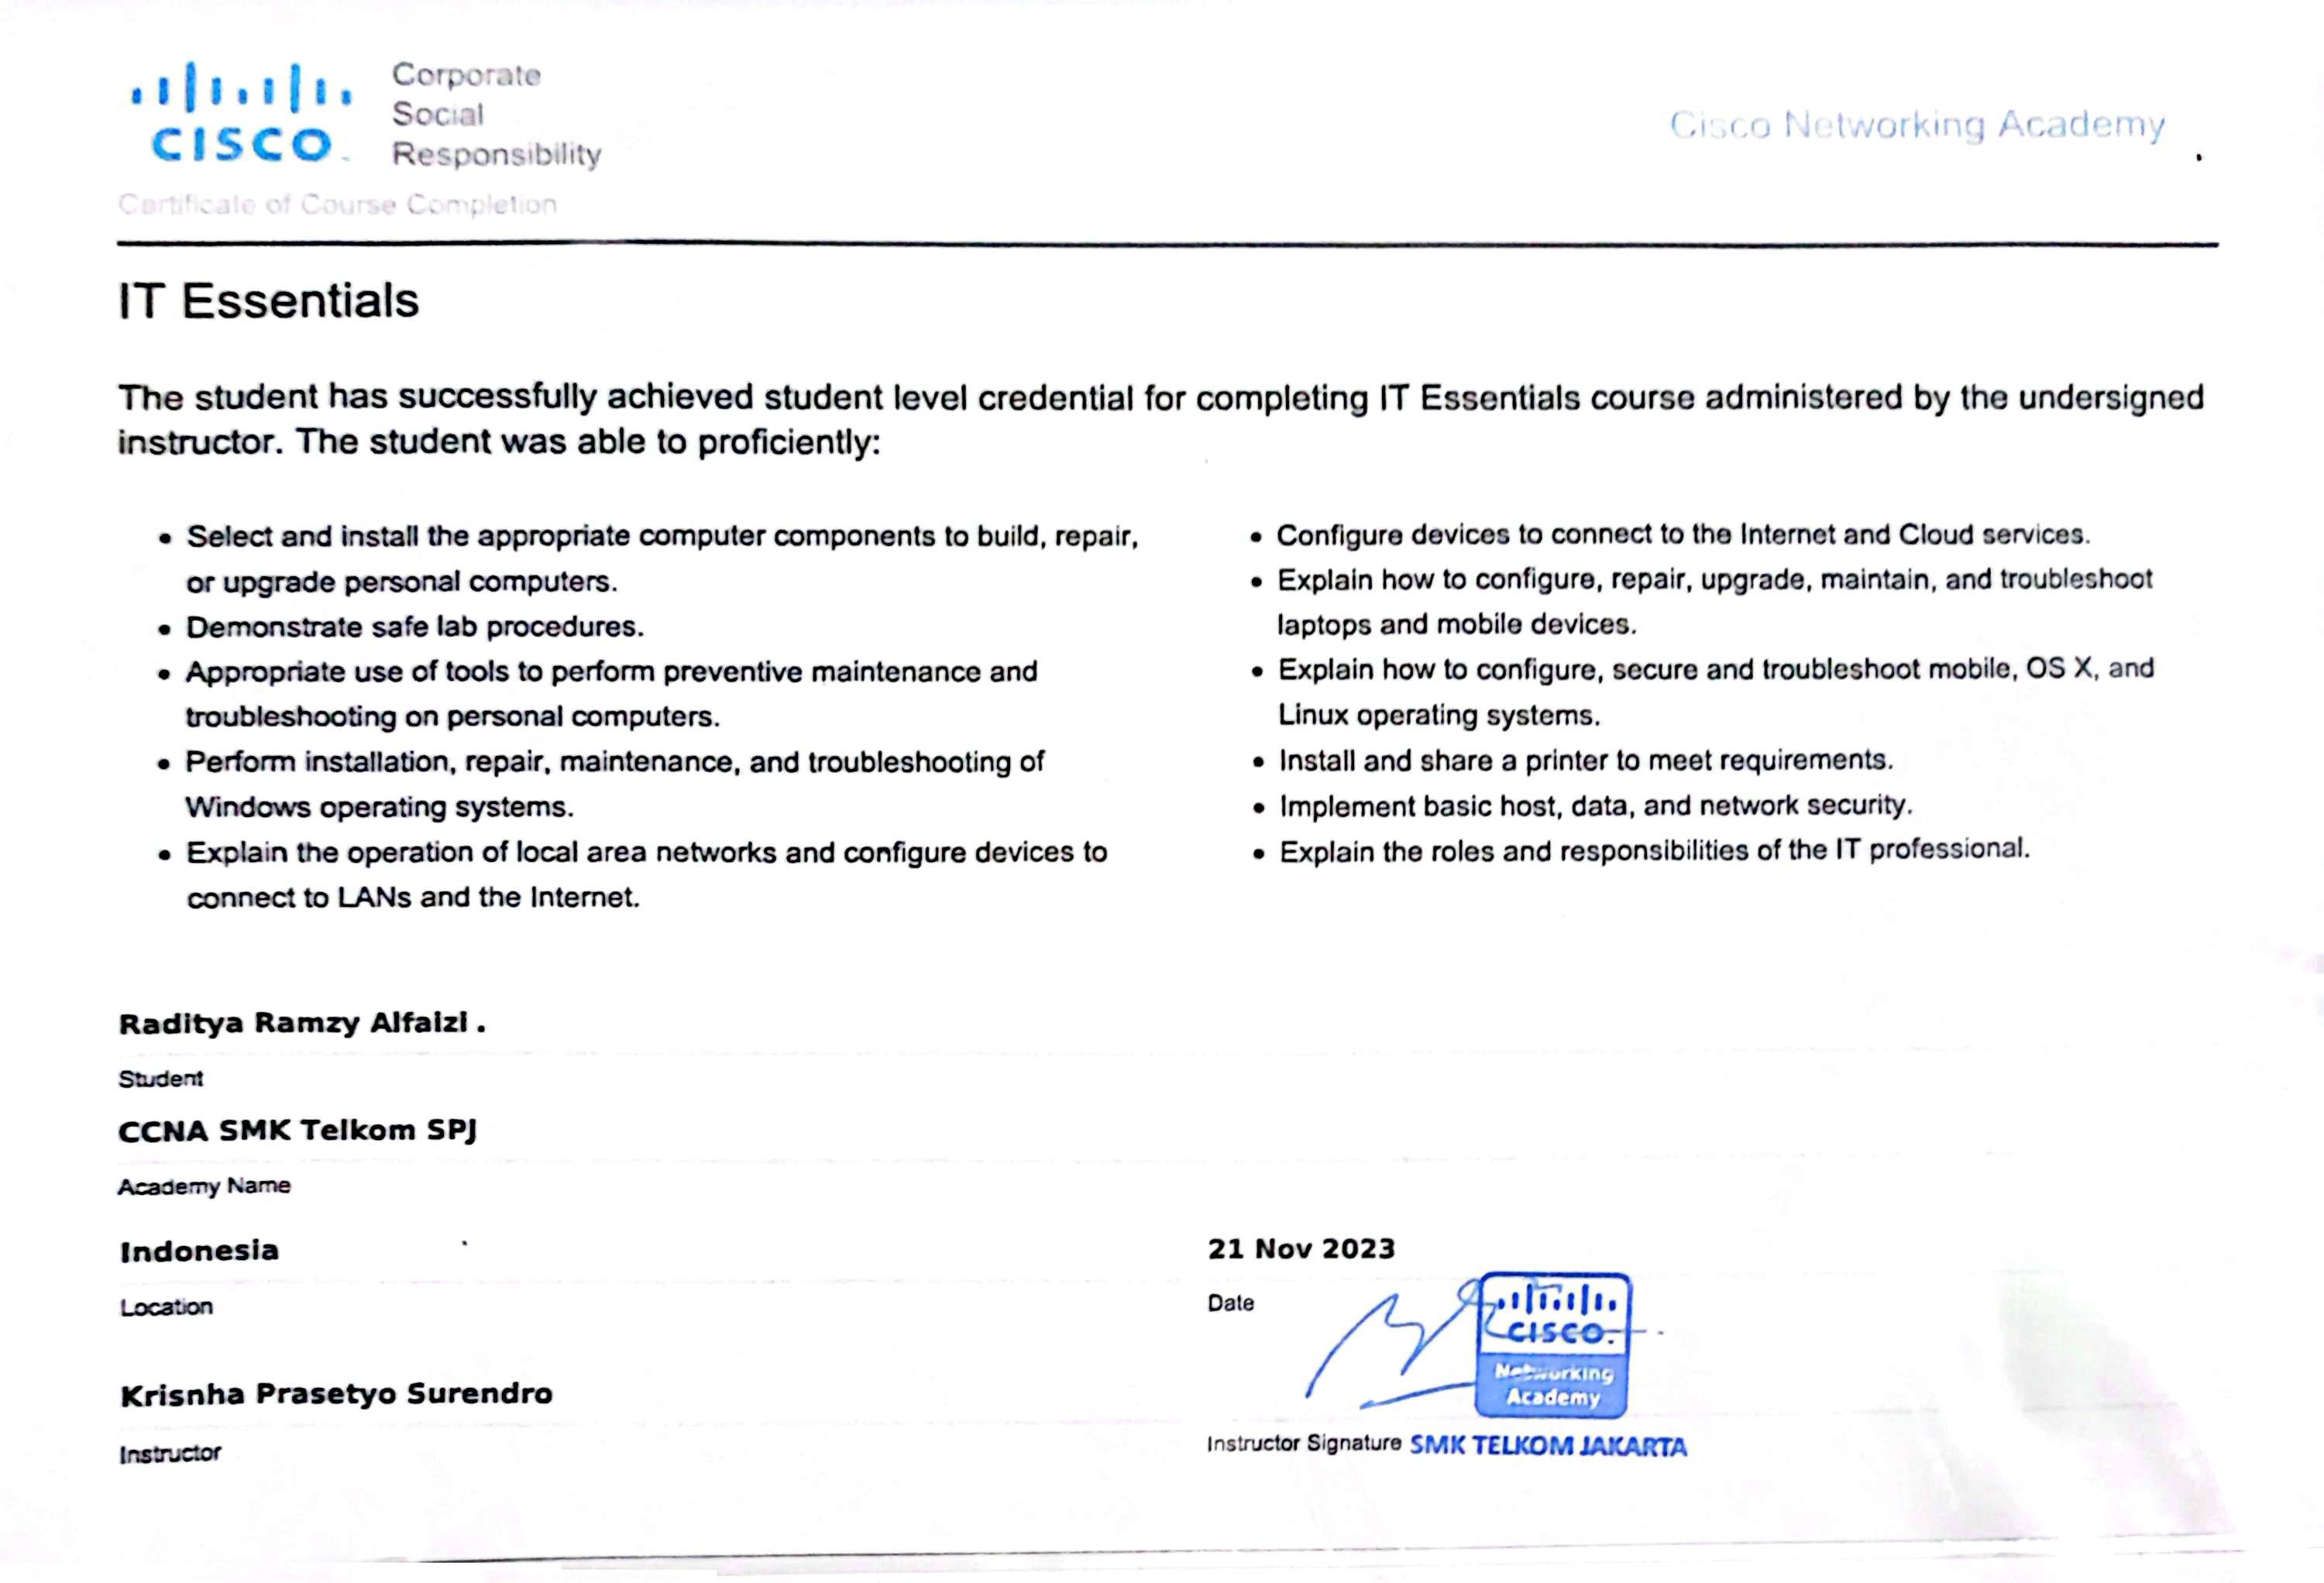 CISCO
Corporate
Social
Responsibility
Cisco Networking Academy
Certificate of Course Completion
IT Essentials
The student has successfully achieved student level credential for completing IT Essentials course administered by the undersigned
instructor. The student was able to proficiently:
• Select and install the appropriate computer components to build, repair,
or upgrade personal computers.
• Demonstrate safe lab procedures.
• Appropriate use of tools to perform preventive maintenance and
troubleshooting on personal computers.
• Perform installation, repair, maintenance, and troubleshooting of
Windows operating systems.
• Explain the operation of local area networks and configure devices to
connect to LANs and the Internet.
• Configure devices to connect to the Internet and Cloud services.
• Explain how to configure, repair, upgrade, maintain, and troubleshoot
laptops and mobile devices.
• Explain how to configure, secure and troubleshoot mobile, OS X, and
Linux operating systems.
• Install and share a printer to meet requirements.
• Implement basic host, data, and network security.
• Explain the roles and responsibilities of the IT professional.
Raditya Ramzy Alfaizi .
Student
CCNA SMK Telkom SPJ
Academy Name
Indonesia
Location
21 Nov 2023
Date
CISCO.
Networking
Academy
Krisnha Prasetyo Surendro
Instructor
Instructor Signature SMK TELKOM JAKARTA